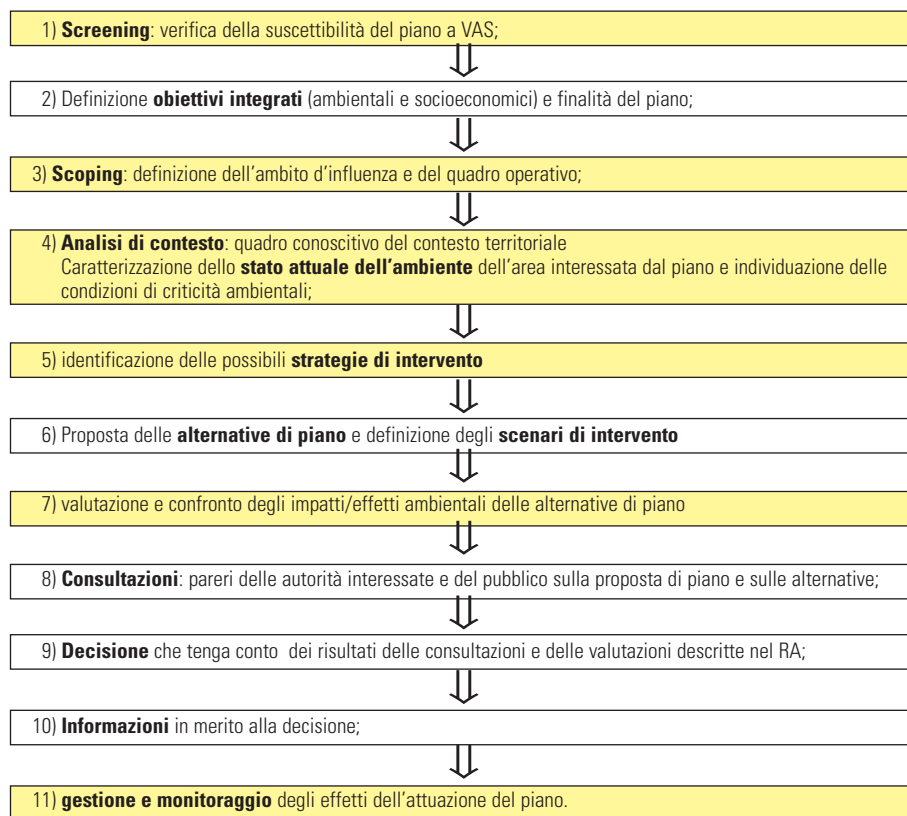 1) Screening: verifica della suscettibilità del piano a VAS;
2) Definizione obiettivi integrati (ambientali e socioeconomici) e finalità del piano;
3) Scoping: definizione dell'ambito d'influenza e del quadro operativo;
4) Analisi di contesto: quadro conoscitivo del contesto territoriale
Caratterizzazione dello stato attuale dell'ambiente dell'area interessata dal piano e individuazione delle
condizioni di criticità ambientali;
5) identificazione delle possibili strategie di intervento
6) Proposta delle alternative di piano e definizione degli scenari di intervento
7) valutazione e confronto degli impatti/effetti ambientali delle alternative di piano
8) Consultazioni: pareri delle autorità interessate e del pubblico sulla proposta di piano e sulle alternative;
9) Decisione che tenga conto dei risultati delle consultazioni e delle valutazioni descritte nel RA;
10) Informazioni in merito alla decisione;
11) gestione e monitoraggio degli effetti dell'attuazione del piano.